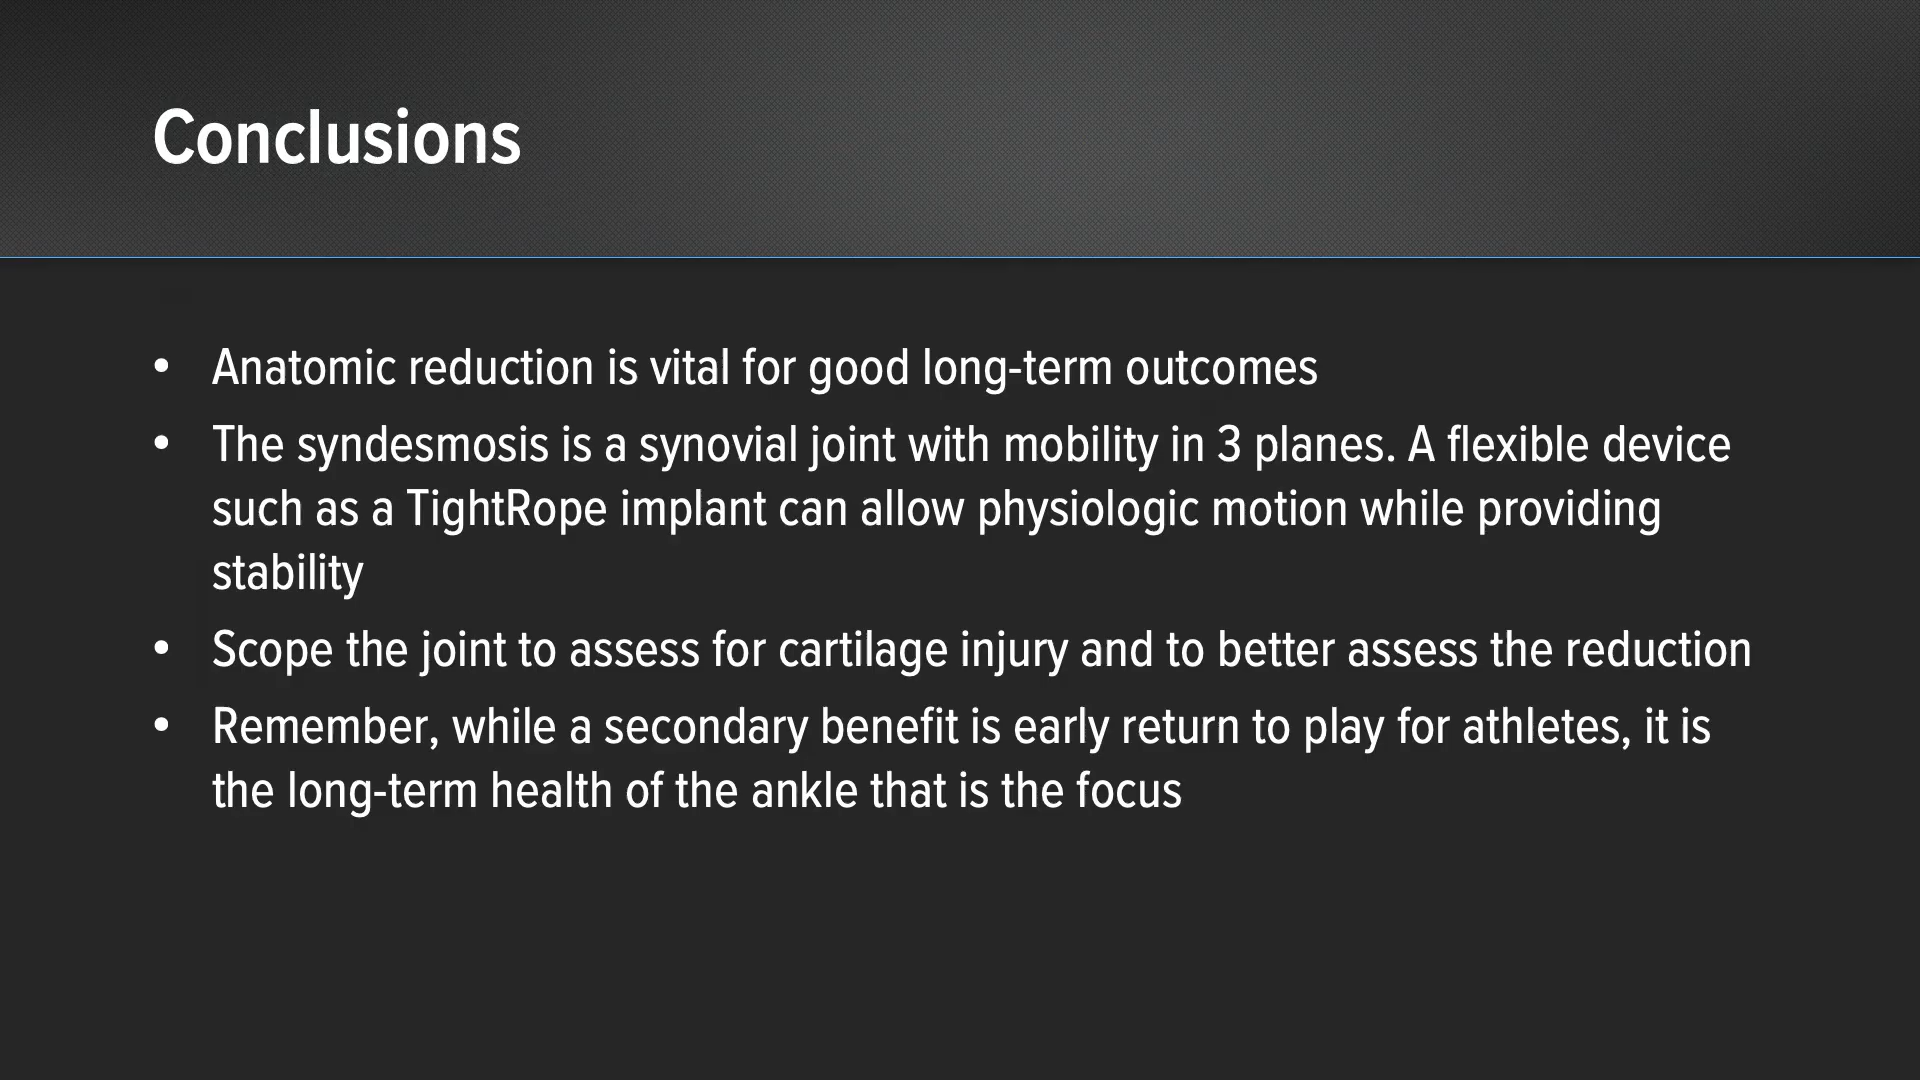 Conclusions
• Anatomic reduction is vital for good long-term outcomes
• The syndesmosis is a synovial joint with mobility in 3 planes. A flexible device
such as a TightRope implant can allow physiologic motion while providing
stability
• Scope the joint to assess for cartilage injury and to better assess the reduction
• Remember, while a secondary benefit is early return to play for athletes, it is
the long-term health of the ankle that is the focus